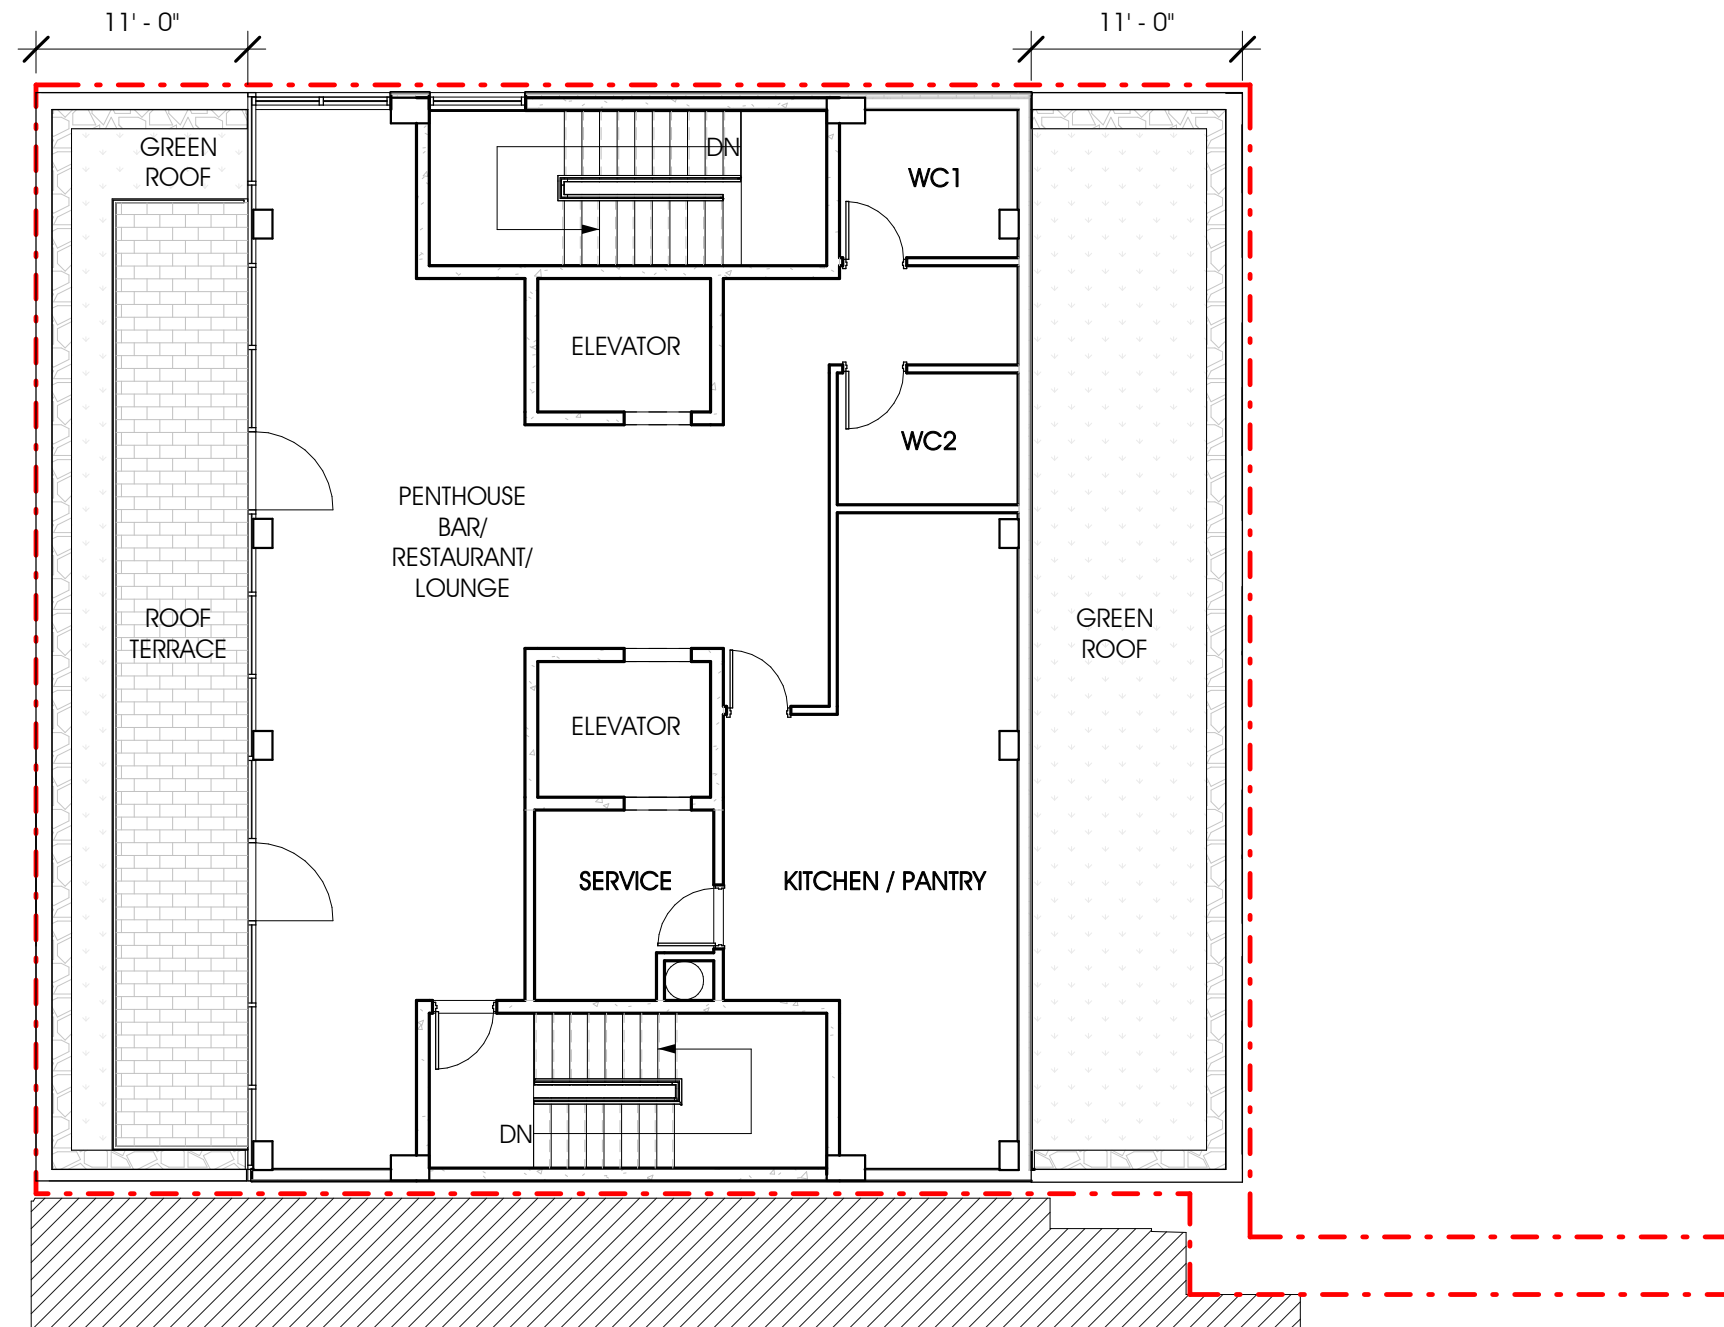 11' - 0"
11' - 0"
GREEN
ROOF
DN
WC1
ELEVATOR
WC2
PENTHOUSE
BAR/
RESTAURANT/
LOUNGE
ROOF
TERRACE
GREEN
ROOF
ELEVATOR
SERVICE
KITCHEN / PANTRY
DN